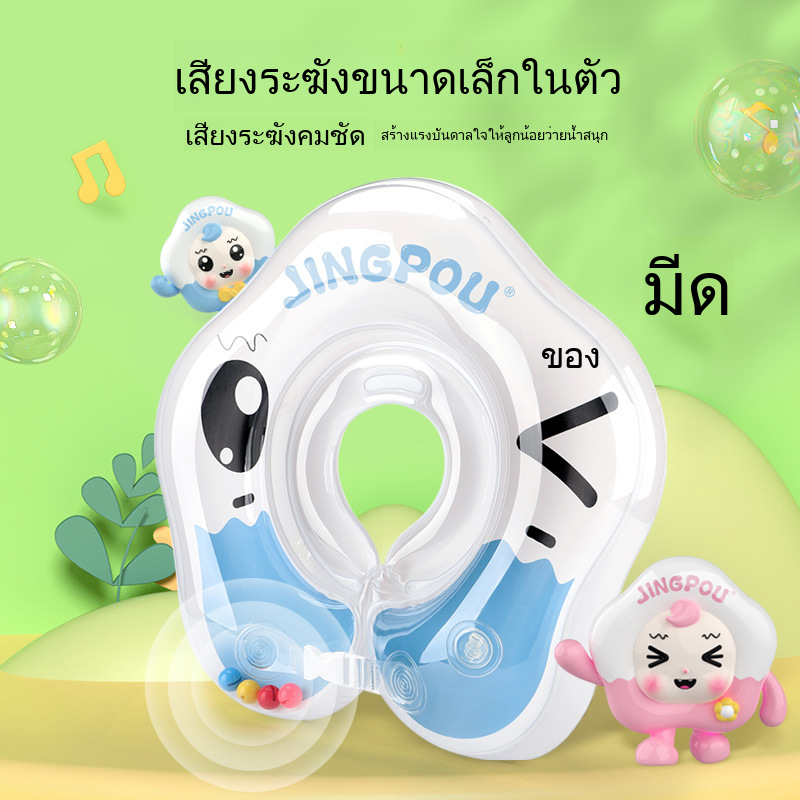 เสียงระฆังขนาดเล็กในตัว
เสียงระฆังคมชัด สร้างแรงบันดาลใจให้ลูกน้อยว่ายน้ำสนุก
JINGPOU
JINGPOU®
มีด
ของ
JINGPOU